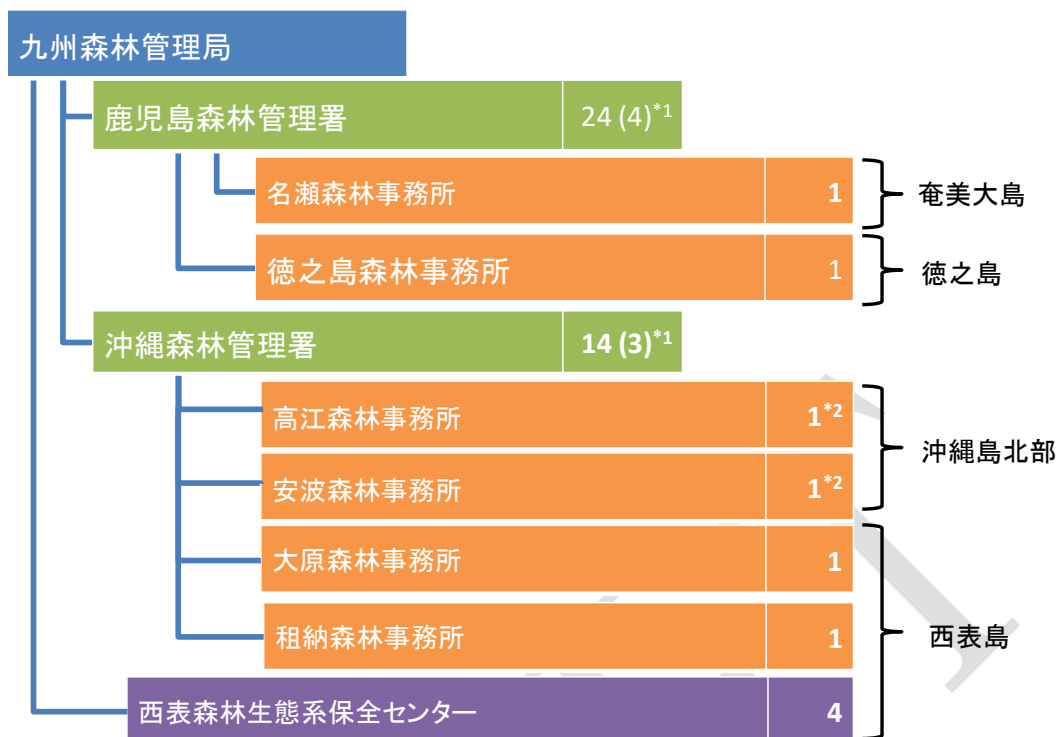 九州森林管理局
鹿児島森林管理署 24 (4)*1
名瀬森林事務所 1 奄美大島
徳之島森林事務所 1 徳之島
沖縄森林管理署 14 (3)*1
高江森林事務所 1*2
沖縄島北部
安波森林事務所 1*2
大原森林事務所 1
租納森林事務所 1 西表島
西表森林生態系保全センター 4